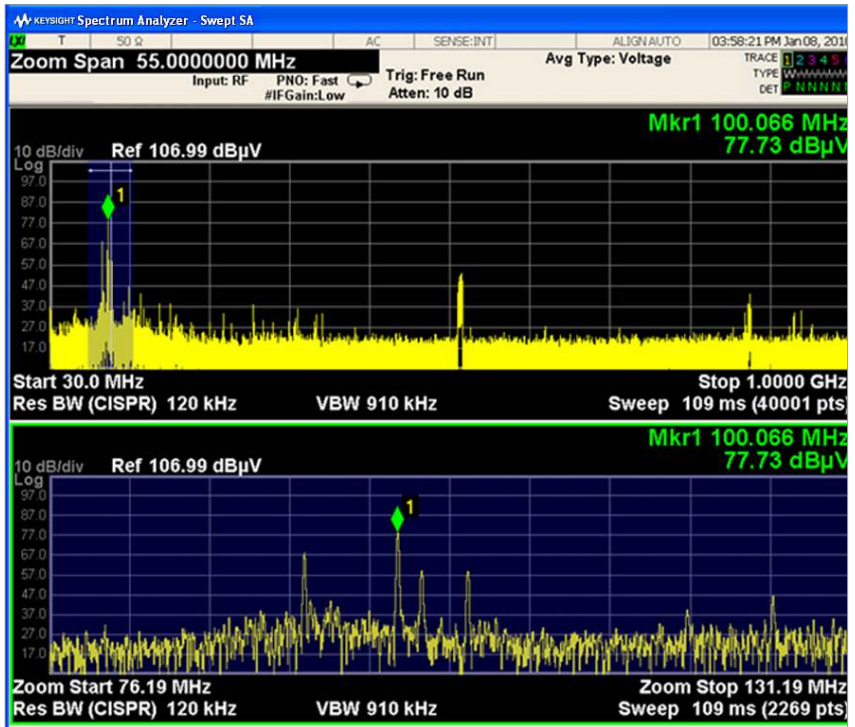 KEYSIGHT Spectrum Analyzer - Swept SA
LXI T 50 Ω AC SENSE:INT ALIGN AUTO 03:58:21 PM Jan 08, 201
Zoom Span 55.0000000 MHz
Input: RF PNO: Fast Trig: Free Run Avg Type: Voltage TRACE 1 2 3 4 5
#IFGain:Low Atten: 10 dB TYPE W
DET P N N N N
Mkr1 100.066 MHz
77.73 dBµV
10 dB/div Ref 106.99 dBµV
Log
97.0
87.0
77.0
67.0
57.0
47.0
37.0
27.0
17.0
1
Start 30.0 MHz Stop 1.0000 GHz
Res BW (CISPR) 120 kHz VBW 910 kHz Sweep 109 ms (40001 pts)
Mkr1 100.066 MHz
77.73 dBµV
10 dB/div Ref 106.99 dBµV
Log
97.0
87.0
77.0
67.0
57.0
47.0
37.0
27.0
17.0
1
Zoom Start 76.19 MHz Zoom Stop 131.19 MHz
Res BW (CISPR) 120 kHz VBW 910 kHz Sweep 109 ms (2269 pts)